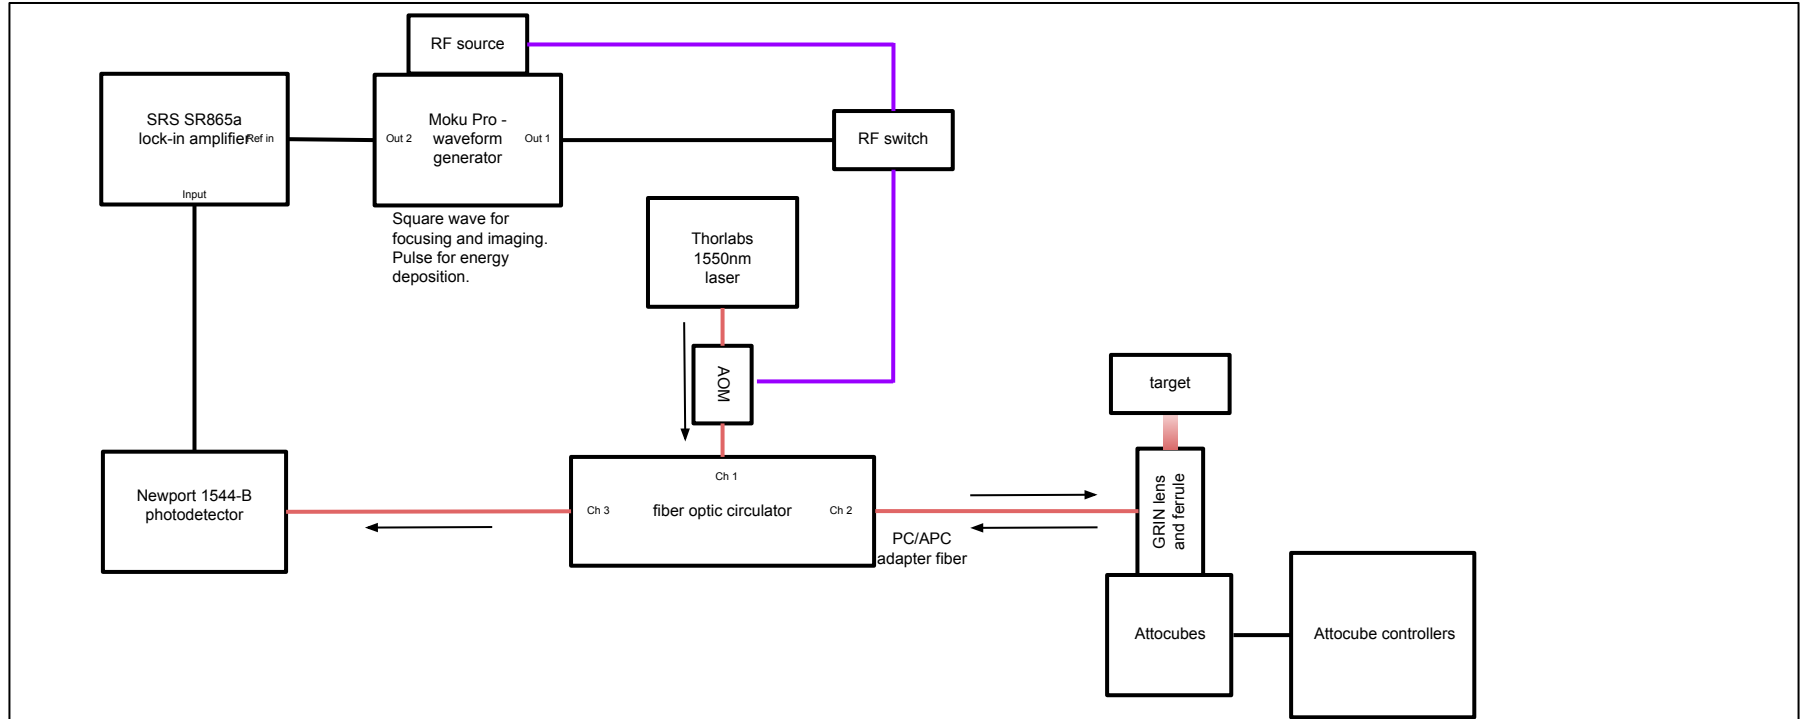 RF source
SRS SR865a
lock-in amplifier
Ref in
Input
Out 2
Moku Pro -
waveform
generator
Out 1
RF switch
Square wave for
focusing and imaging.
Pulse for energy
deposition.
Thorlabs
1550nm
laser
AOM
target
Newport 1544-B
photodetector
Ch 1
Ch 3
fiber optic circulator
Ch 2
PC/APC
adapter fiber
GRIN lens
and ferrule
Attocubes
Attocube controllers